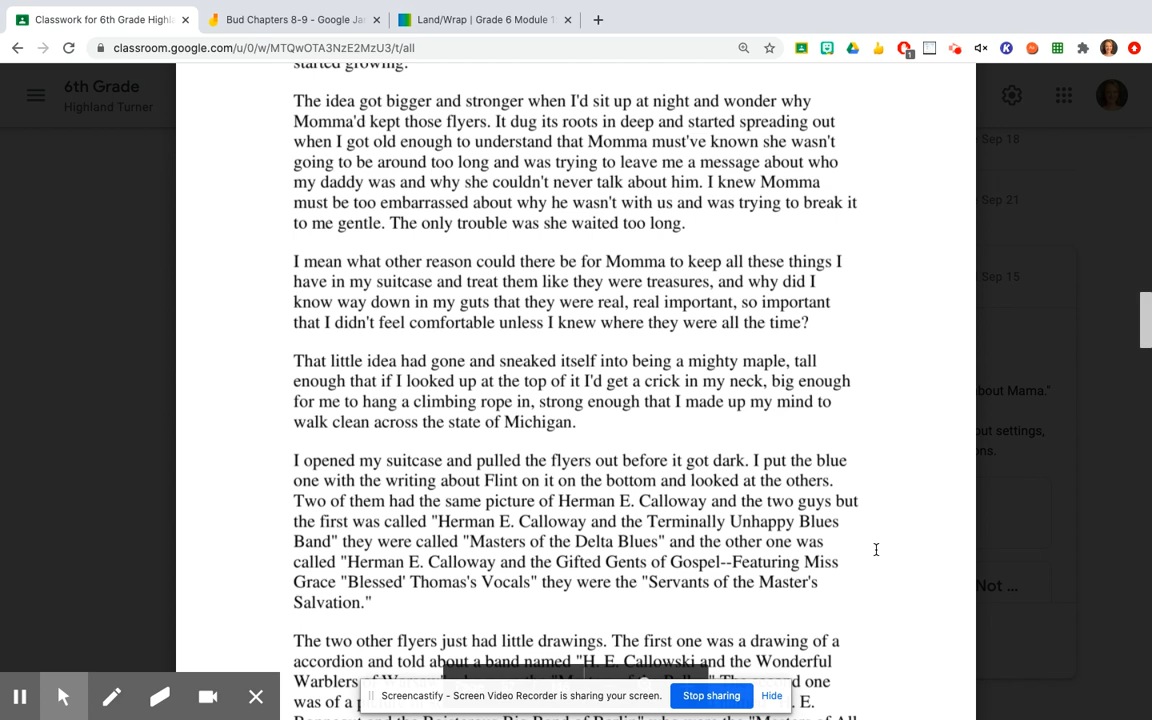 Classwork for 6th Grade Highl
Bud Chapters 8-9 - Google Ja
Land/Wrap | Grade 6 Module 1
classroom.google.com/u/0/w/MTQwOTA3NzE2MzU3/t/all
6th Grade
Highland Turner
started growing.
The idea got bigger and stronger when I'd sit up at night and wonder why
Momma'd kept those flyers. It dug its roots in deep and started spreading out
when I got old enough to understand that Momma must've known she wasn't
going to be around too long and was trying to leave me a message about who
my daddy was and why she couldn't never talk about him. I knew Momma
must be too embarrassed about why he wasn't with us and was trying to break it
to me gentle. The only trouble was she waited too long.
I mean what other reason could there be for Momma to keep all these things I
have in my suitcase and treat them like they were treasures, and why did I
know way down in my guts that they were real, real important, so important
that I didn't feel comfortable unless I knew where they were all the time?
That little idea had gone and sneaked itself into being a mighty maple, tall
enough that if I looked up at the top of it I'd get a crick in my neck, big enough
for me to hang a climbing rope in, strong enough that I made up my mind to
walk clean across the state of Michigan.
I opened my suitcase and pulled the flyers out before it got dark. I put the blue
one with the writing about Flint on it on the bottom and looked at the others.
Two of them had the same picture of Herman E. Calloway and the two guys but
the first was called "Herman E. Calloway and the Terminally Unhappy Blues
Band" they were called "Masters of the Delta Blues" and the other one was
called "Herman E. Calloway and the Gifted Gents of Gospel--Featuring Miss
Grace "Blessed' Thomas's Vocals" they were the "Servants of the Master's
Salvation."
The two other flyers just had little drawings. The first one was a drawing of a
accordion and told about a band named "H. E. Callowski and the Wonderful
Warblers of
one
was of a
E.
Sep 18
Sep 21
Sep 15
bout Mama."
out settings,
ons.
Not ...
1
Screencastify - Screen Video Recorder is sharing your screen.
Stop sharing
Hide